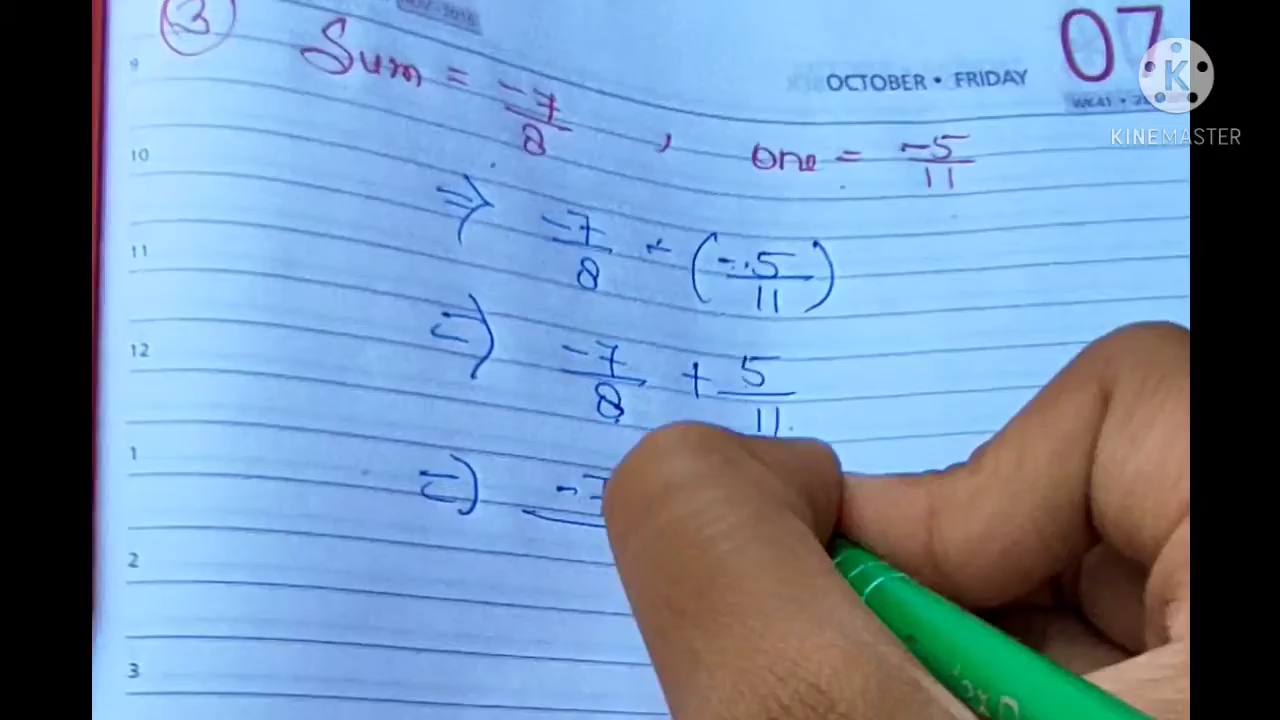 3
Sum = -7/8 , one = -5/11
OCTOBER • FRIDAY 07
KINEMASTER
9
10
⇒ -7/8 - (-5/11)
11
⇒ -7/8 + 5/11
12
1
⇒ -7
2
3